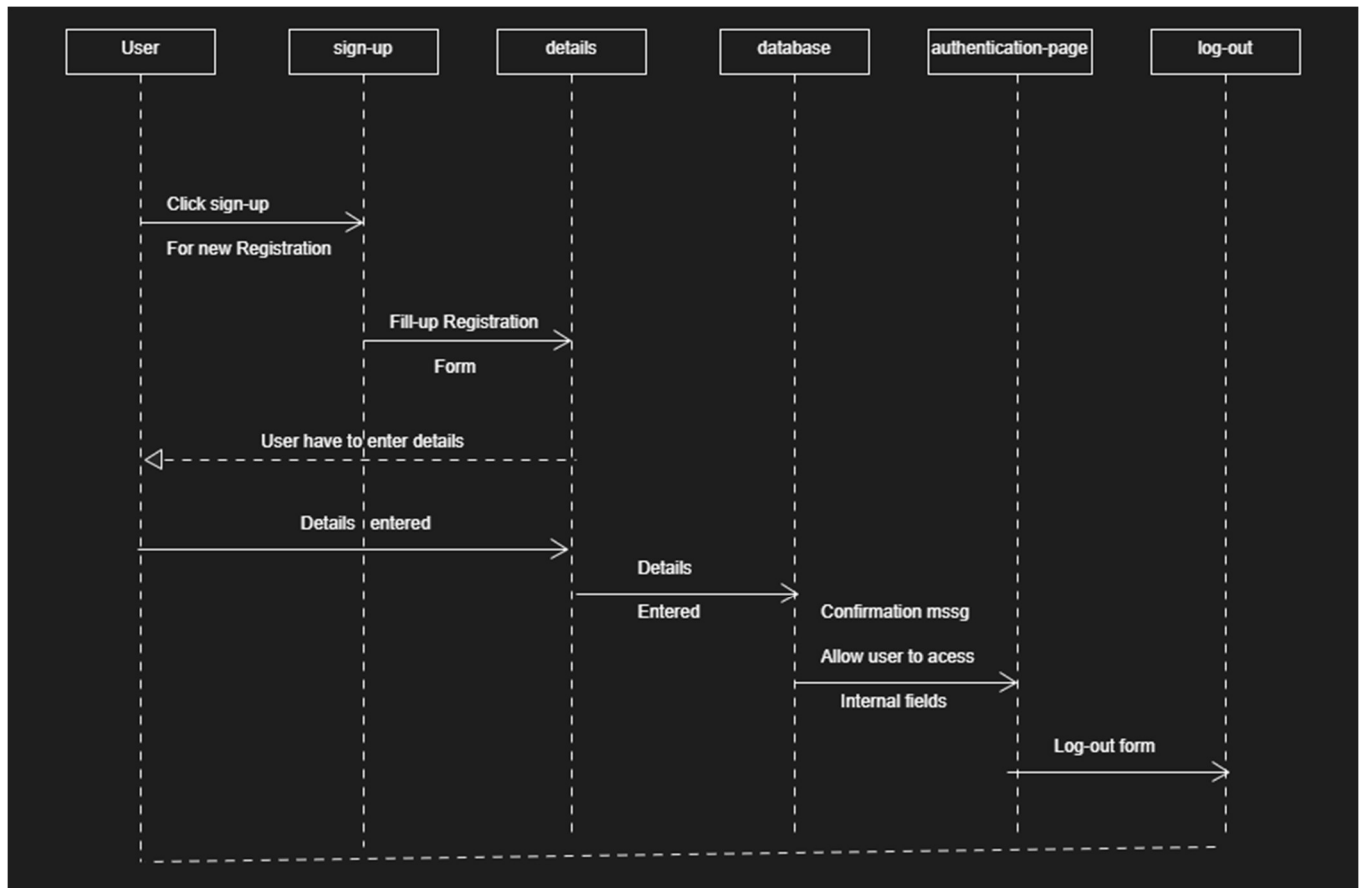 User
sign-up
details
database
authentication-page
log-out
Click sign-up
For new Registration
Fill-up Registration
Form
User have to enter details
Details entered
Details
Entered
Confirmation mssg
Allow user to acess
Internal fields
Log-out form